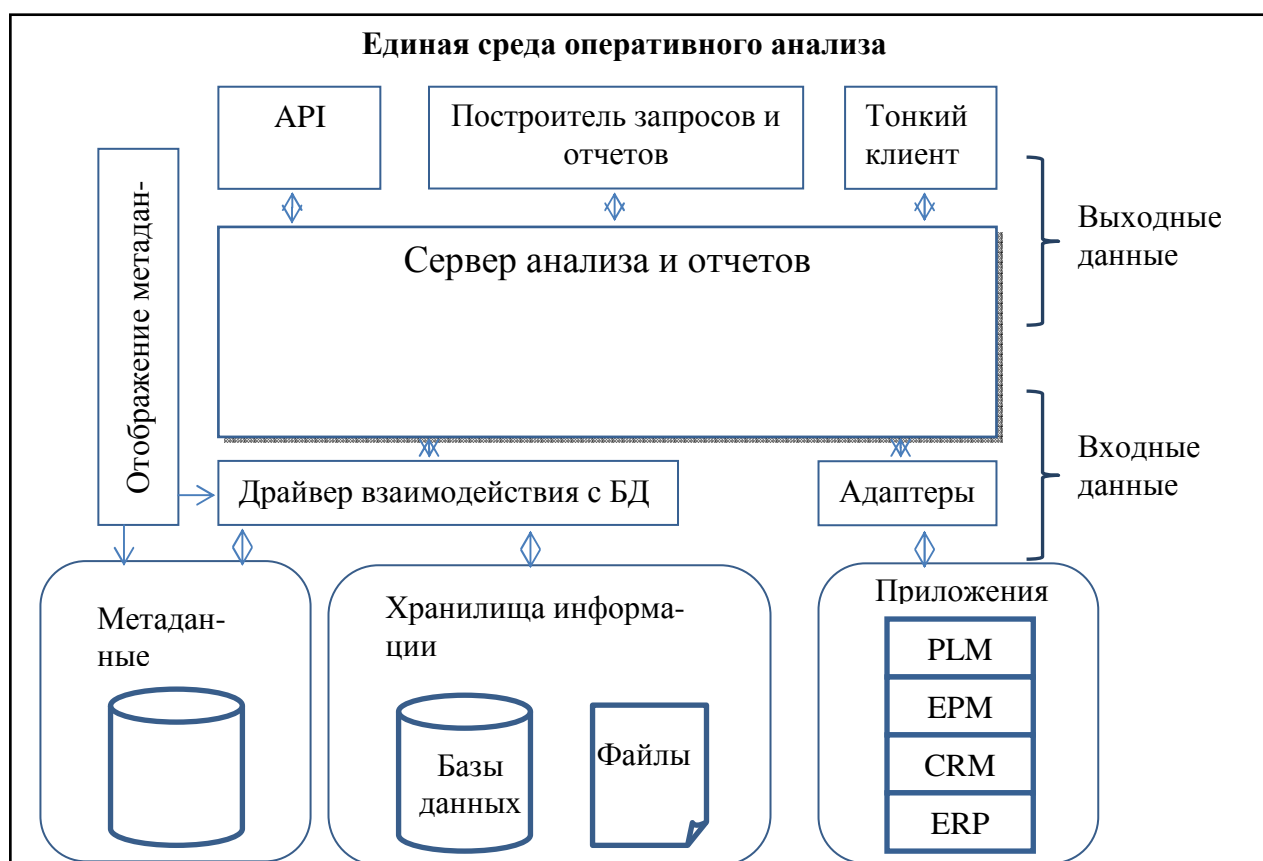 Единая среда оперативного анализа
API
Построитель запросов и
отчетов
Тонкий
клиент
Отображение метадан-
Сервер анализа и отчетов
Выходные
данные
Драйвер взаимодействия с БД
Адаптеры
Входные
данные
Метадан-
ные
Хранилища информа-
ции
Базы
данных
Файлы
Приложения
PLM
EPM
CRM
ERP